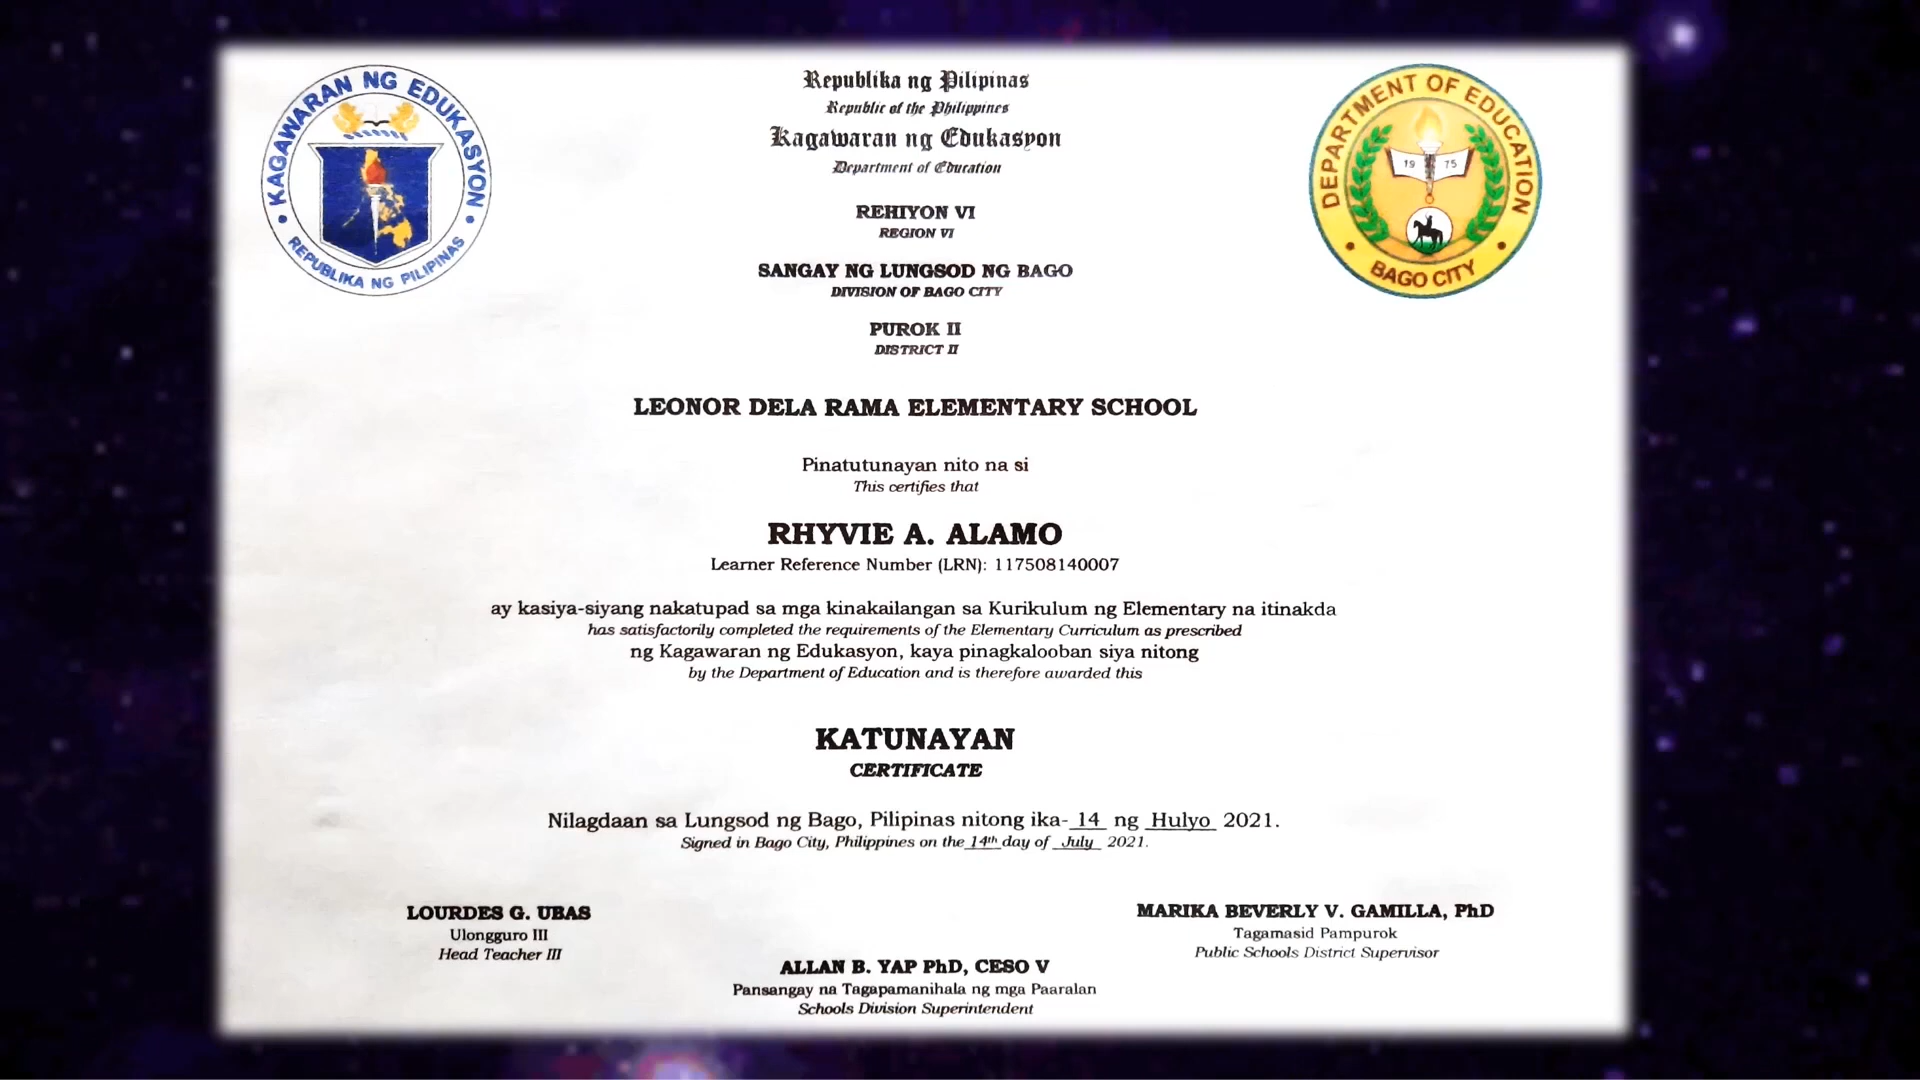 KAGAWARAN NG EDUKASYON
REPUBLIKA NG PILIPINAS
Republika ng Pilipinas
Republic of the Philippines
Kagawaran ng Edukasyon
Department of Education
DEPARTMENT OF EDUCATION
19 75
BAGO CITY
REHIYON VI
REGION VI
SANGAY NG LUNGSOD NG BAGO
DIVISION OF BAGO CITY
PUROK II
DISTRICT II
LEONOR DELA RAMA ELEMENTARY SCHOOL
Pinatutunayan nito na si
This certifies that
RHYVIE A. ALAMO
Learner Reference Number (LRN): 117508140007
ay kasiya-siyang nakatupad sa mga kinakailangan sa Kurikulum ng Elementary na itinakda
has satisfactorily completed the requirements of the Elementary Curriculum as prescribed
ng Kagawaran ng Edukasyon, kaya pinagkalooban siya nitong
by the Department of Education and is therefore awarded this
KATUNAYAN
CERTIFICATE
Nilagdaan sa Lungsod ng Bago, Pilipinas nitong ika- 14 ng Hulyo 2021.
Signed in Bago City, Philippines on the 14th day of July 2021.
LOURDES G. UBAS
Ulongguro III
Head Teacher III
MARIKA BEVERLY V. GAMILLA, PhD
Tagamasid Pampurok
Public Schools District Supervisor
ALLAN B. YAP PhD, CESO V
Pansangay na Tagapamanihala ng mga Paaralan
Schools Division Superintendent